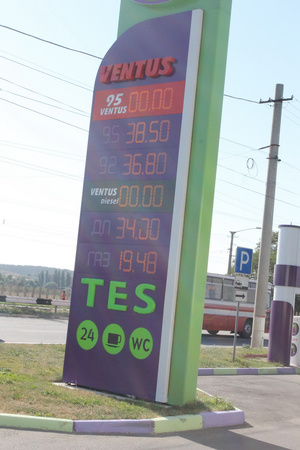 VENTUS
95 VENTUS 00.00
95 38.50
92 36.80
VENTUS Diesel 00.00
ДП 34.00
ГАЗ 19.48
TES
24 WC
P